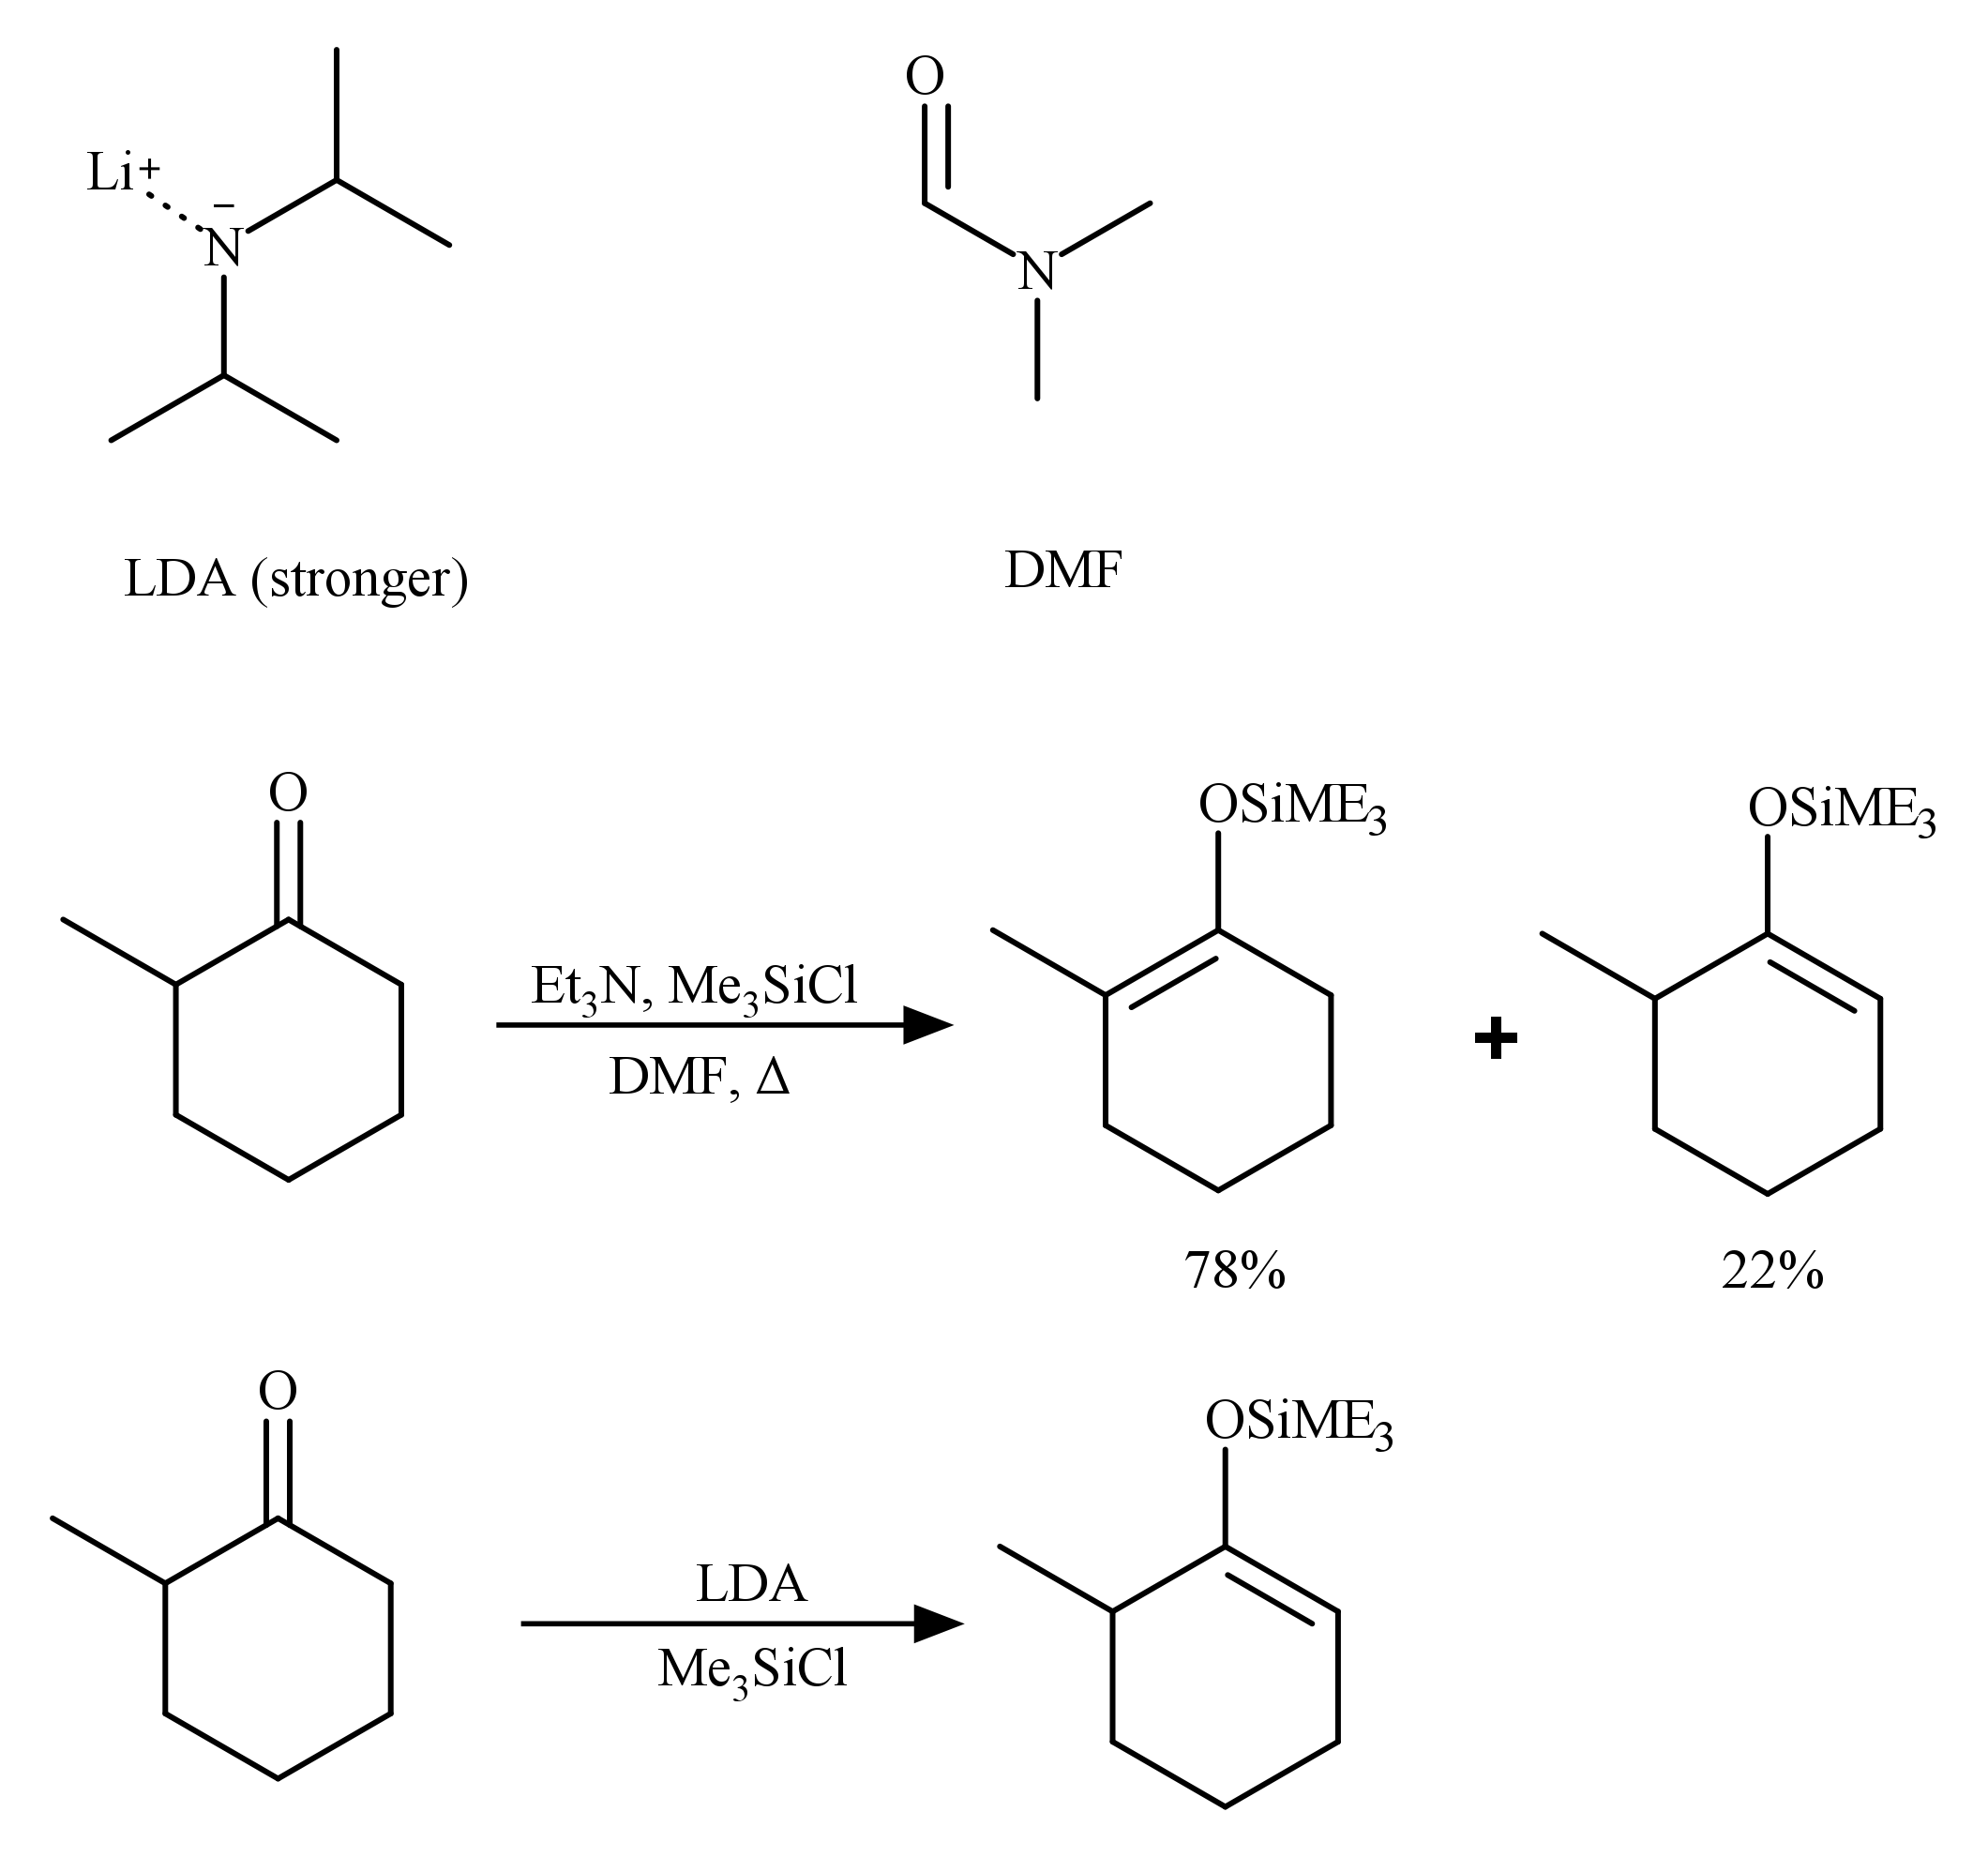 O
Li+
−
N
N
LDA (stronger)
DMF
O
OSiME3
OSiME3
Et3N, Me3SiCl
DMF, Δ
+
78%
22%
O
OSiME3
LDA
Me3SiCl